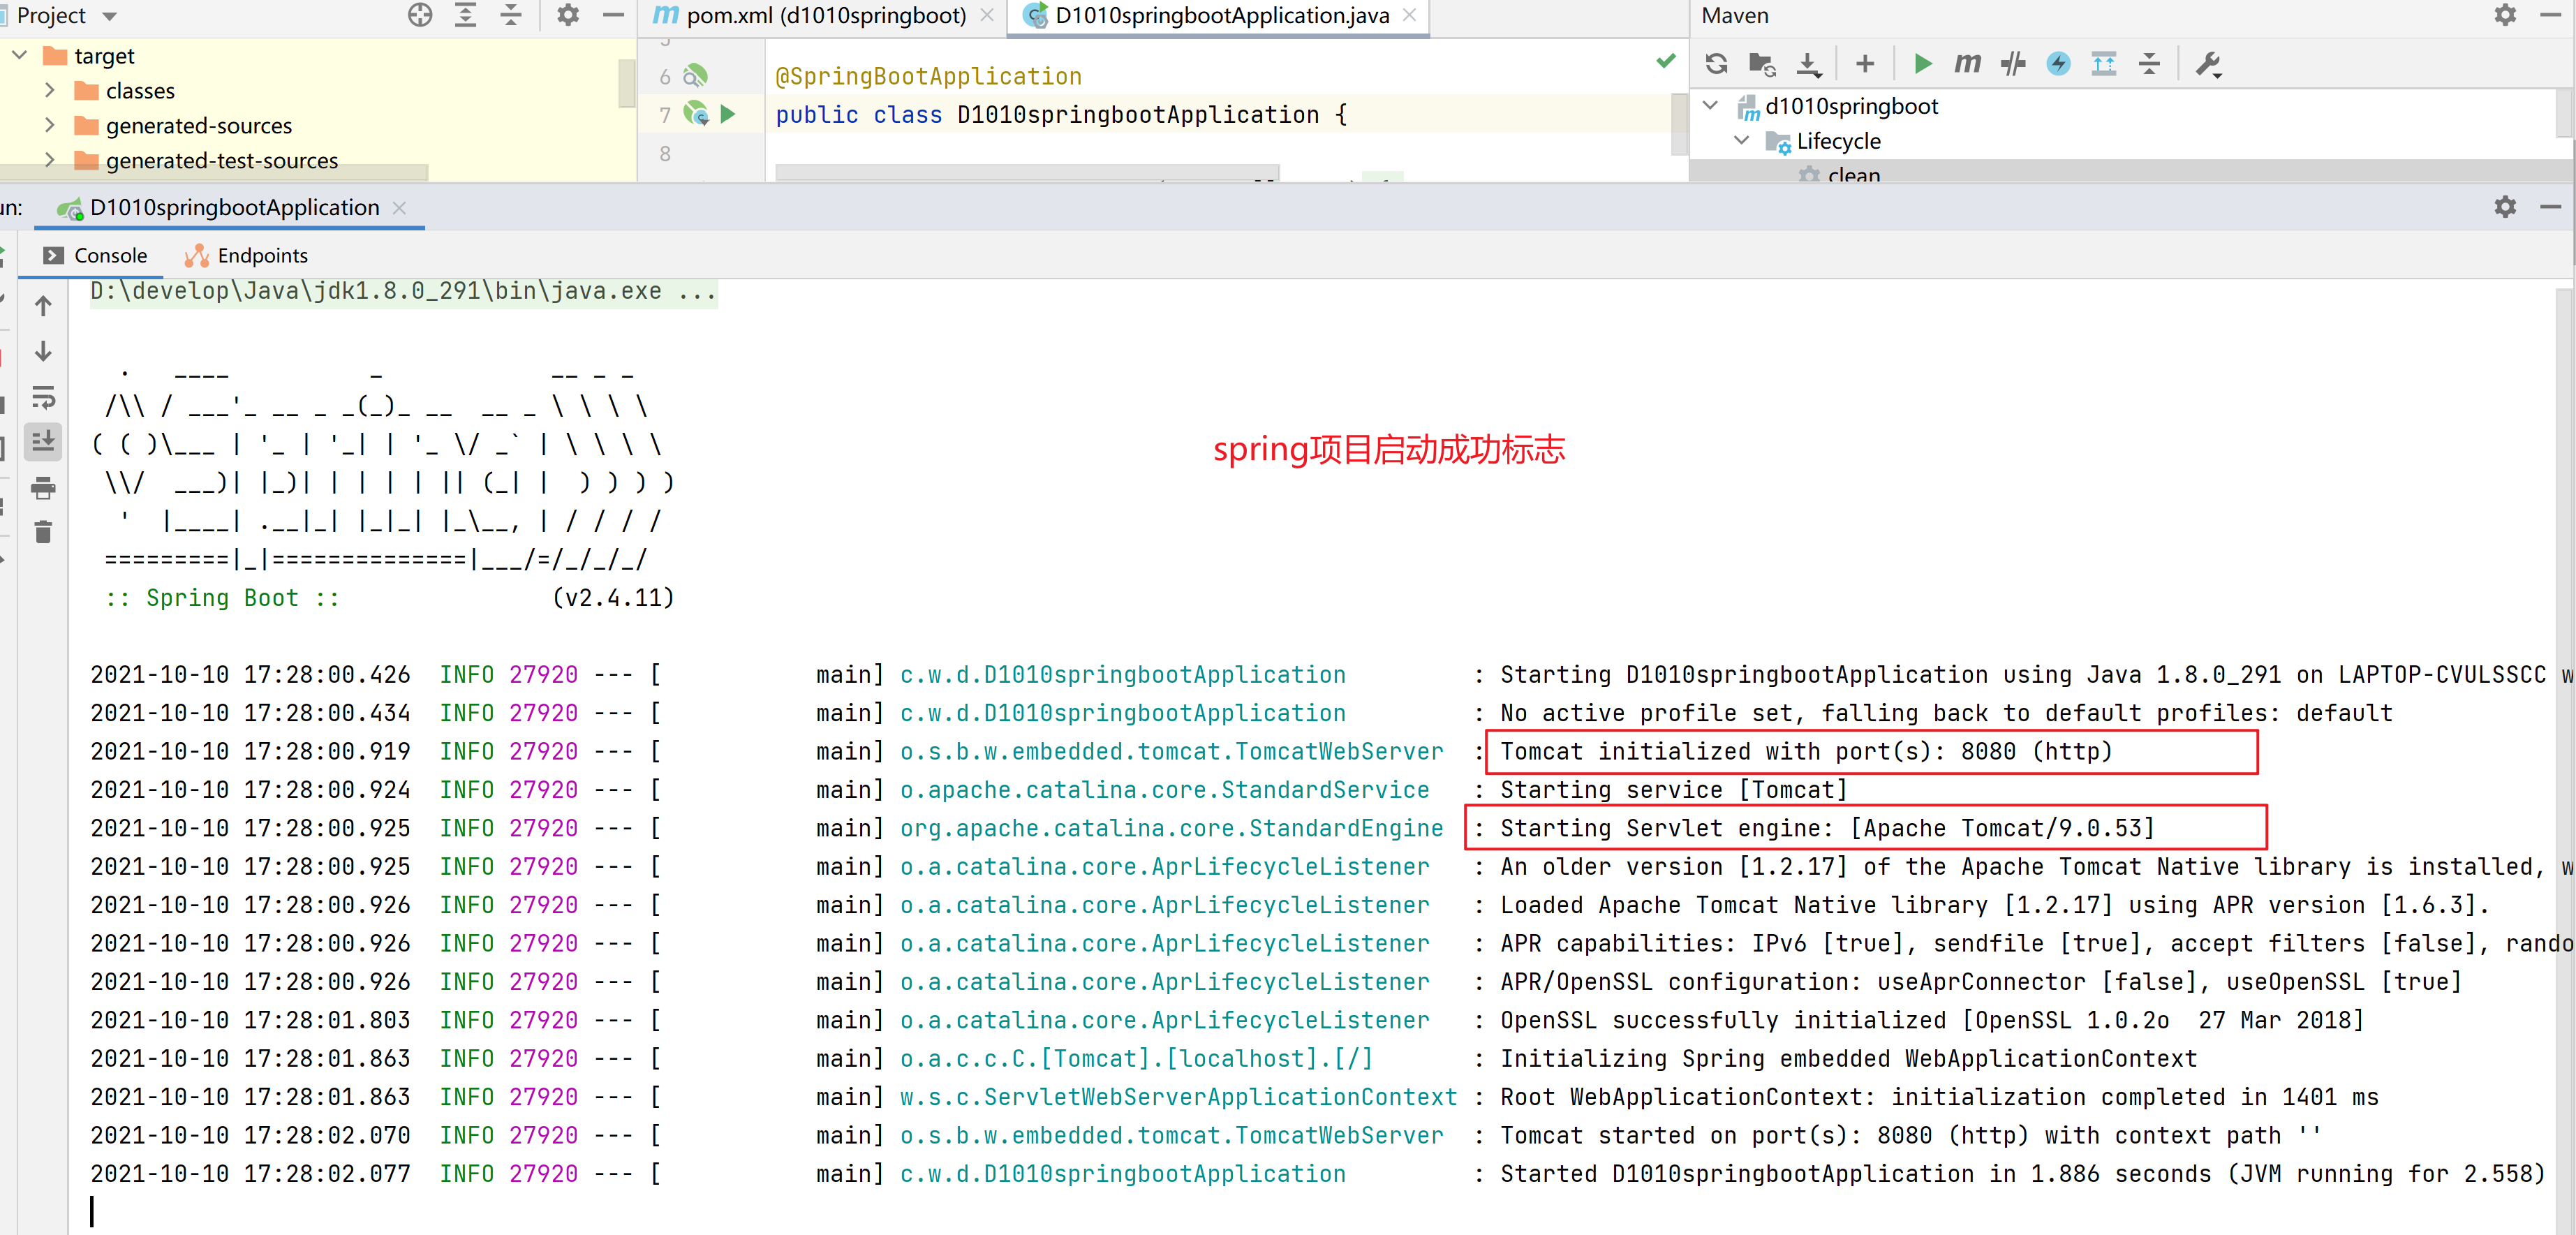 Project
pom.xml (d1010springboot)
D1010springbootApplication.java
Maven
target
classes
generated-sources
generated-test-sources
6 @SpringBootApplication
7 public class D1010springbootApplication {
8
d1010springboot
Lifecycle
clean
un: D1010springbootApplication
Console Endpoints
D:\develop\Java\jdk1.8.0_291\bin\java.exe ...
  .   ____          _            __ _ _
 /\\ / ___'_ __ _ _(_)_ __  __ _ \ \ \ \
( ( )\___ | '_ | '_| | '_ \/ _` | \ \ \ \
 \\/  ___)| |_)| | | | | || (_| |  ) ) ) )
  '  |____| .__|_| |_|_| |_\__, | / / / /
 =========|_|==============|___/=/_/_/_/
spring项目启动成功标志
 :: Spring Boot ::               (v2.4.11)
2021-10-10 17:28:00.426  INFO 27920 --- [           main] c.w.d.D1010springbootApplication         : Starting D1010springbootApplication using Java 1.8.0_291 on LAPTOP-CVULSSCC w
2021-10-10 17:28:00.434  INFO 27920 --- [           main] c.w.d.D1010springbootApplication         : No active profile set, falling back to default profiles: default
2021-10-10 17:28:00.919  INFO 27920 --- [           main] o.s.b.w.embedded.tomcat.TomcatWebServer  : Tomcat initialized with port(s): 8080 (http)
2021-10-10 17:28:00.924  INFO 27920 --- [           main] o.apache.catalina.core.StandardService   : Starting service [Tomcat]
2021-10-10 17:28:00.925  INFO 27920 --- [           main] org.apache.catalina.core.StandardEngine  : Starting Servlet engine: [Apache Tomcat/9.0.53]
2021-10-10 17:28:00.925  INFO 27920 --- [           main] o.a.catalina.core.AprLifecycleListener   : An older version [1.2.17] of the Apache Tomcat Native library is installed, w
2021-10-10 17:28:00.926  INFO 27920 --- [           main] o.a.catalina.core.AprLifecycleListener   : Loaded Apache Tomcat Native library [1.2.17] using APR version [1.6.3].
2021-10-10 17:28:00.926  INFO 27920 --- [           main] o.a.catalina.core.AprLifecycleListener   : APR capabilities: IPv6 [true], sendfile [true], accept filters [false], rando
2021-10-10 17:28:00.926  INFO 27920 --- [           main] o.a.catalina.core.AprLifecycleListener   : APR/OpenSSL configuration: useAprConnector [false], useOpenSSL [true]
2021-10-10 17:28:01.803  INFO 27920 --- [           main] o.a.catalina.core.AprLifecycleListener   : OpenSSL successfully initialized [OpenSSL 1.0.2o  27 Mar 2018]
2021-10-10 17:28:01.863  INFO 27920 --- [           main] o.a.c.c.C.[Tomcat].[localhost].[/]       : Initializing Spring embedded WebApplicationContext
2021-10-10 17:28:01.863  INFO 27920 --- [           main] w.s.c.ServletWebServerApplicationContext : Root WebApplicationContext: initialization completed in 1401 ms
2021-10-10 17:28:02.070  INFO 27920 --- [           main] o.s.b.w.embedded.tomcat.TomcatWebServer  : Tomcat started on port(s): 8080 (http) with context path ''
2021-10-10 17:28:02.077  INFO 27920 --- [           main] c.w.d.D1010springbootApplication         : Started D1010springbootApplication in 1.886 seconds (JVM running for 2.558)